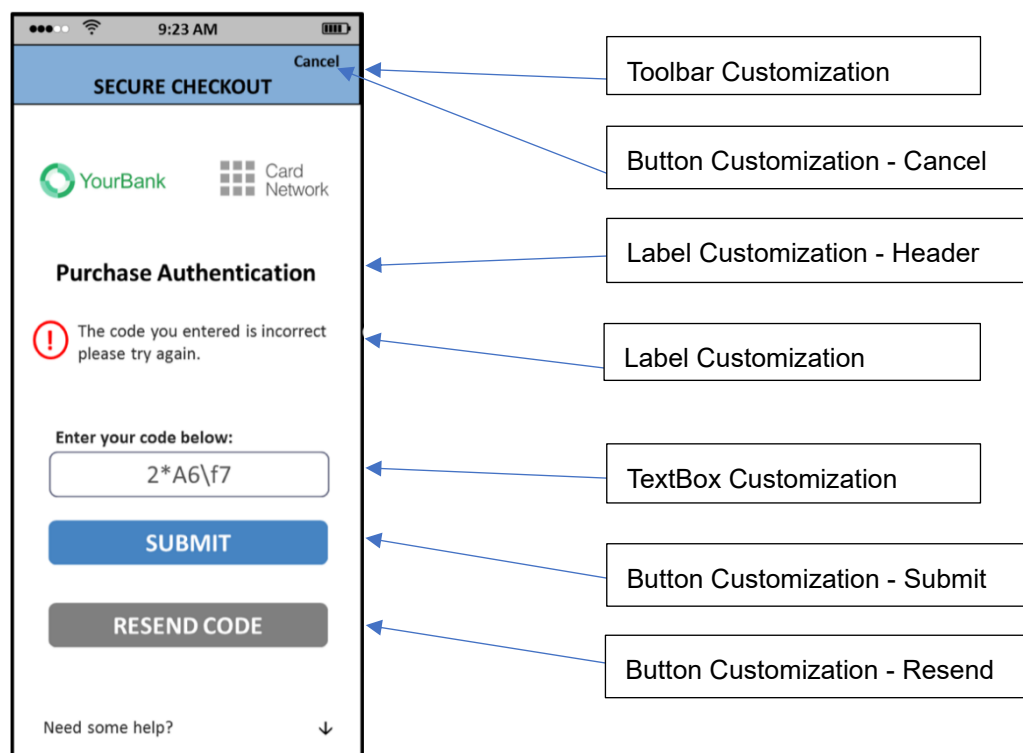 9:23 AM
Cancel
SECURE CHECKOUT
YourBank
Card
Network
Purchase Authentication
The code you entered is incorrect
please try again.
Enter your code below:
2*A6\f7
SUBMIT
RESEND CODE
Need some help?
Toolbar Customization
Button Customization - Cancel
Label Customization - Header
Label Customization
TextBox Customization
Button Customization - Submit
Button Customization - Resend